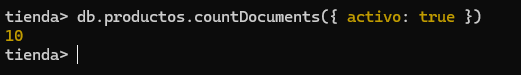 tienda> db.productos.countDocuments({ activo: true })
10
tienda>